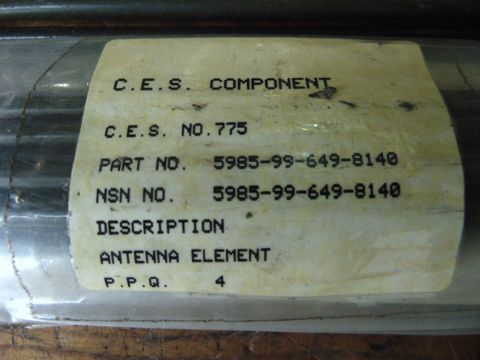 C.E.S. COMPONENT
C.E.S. NO.775
PART NO. 5985-99-649-8140
NSN NO. 5985-99-649-8140
DESCRIPTION
ANTENNA ELEMENT
P.P.Q. 4